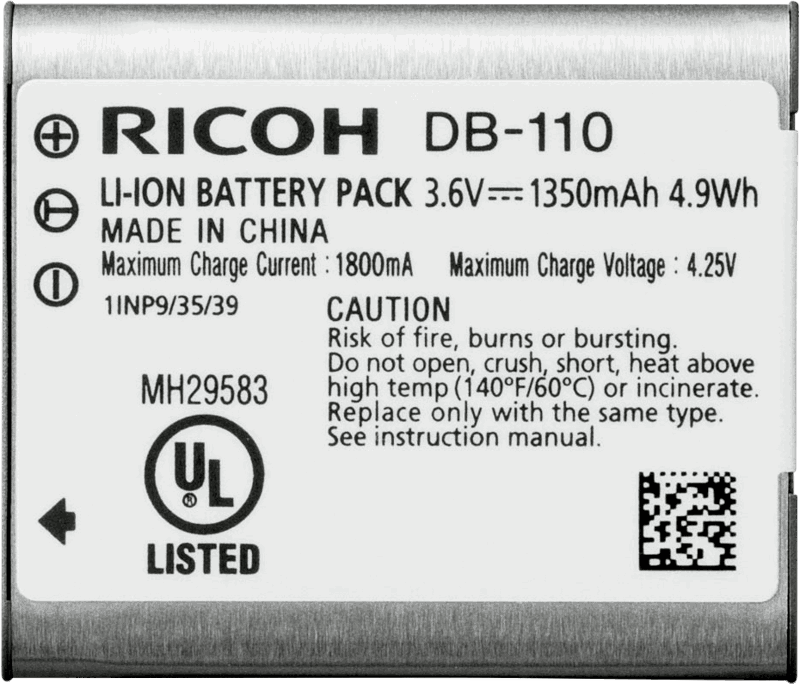 RICOH DB-110
LI-ION BATTERY PACK 3.6V⎓1350mAh 4.9Wh
MADE IN CHINA
Maximum Charge Current : 1800mA Maximum Charge Voltage : 4.25V
1INP9/35/39
CAUTION
Risk of fire, burns or bursting.
Do not open, crush, short, heat above
high temp (140°F/60°C) or incinerate.
Replace only with the same type.
See instruction manual.
MH29583
UL®
LISTED